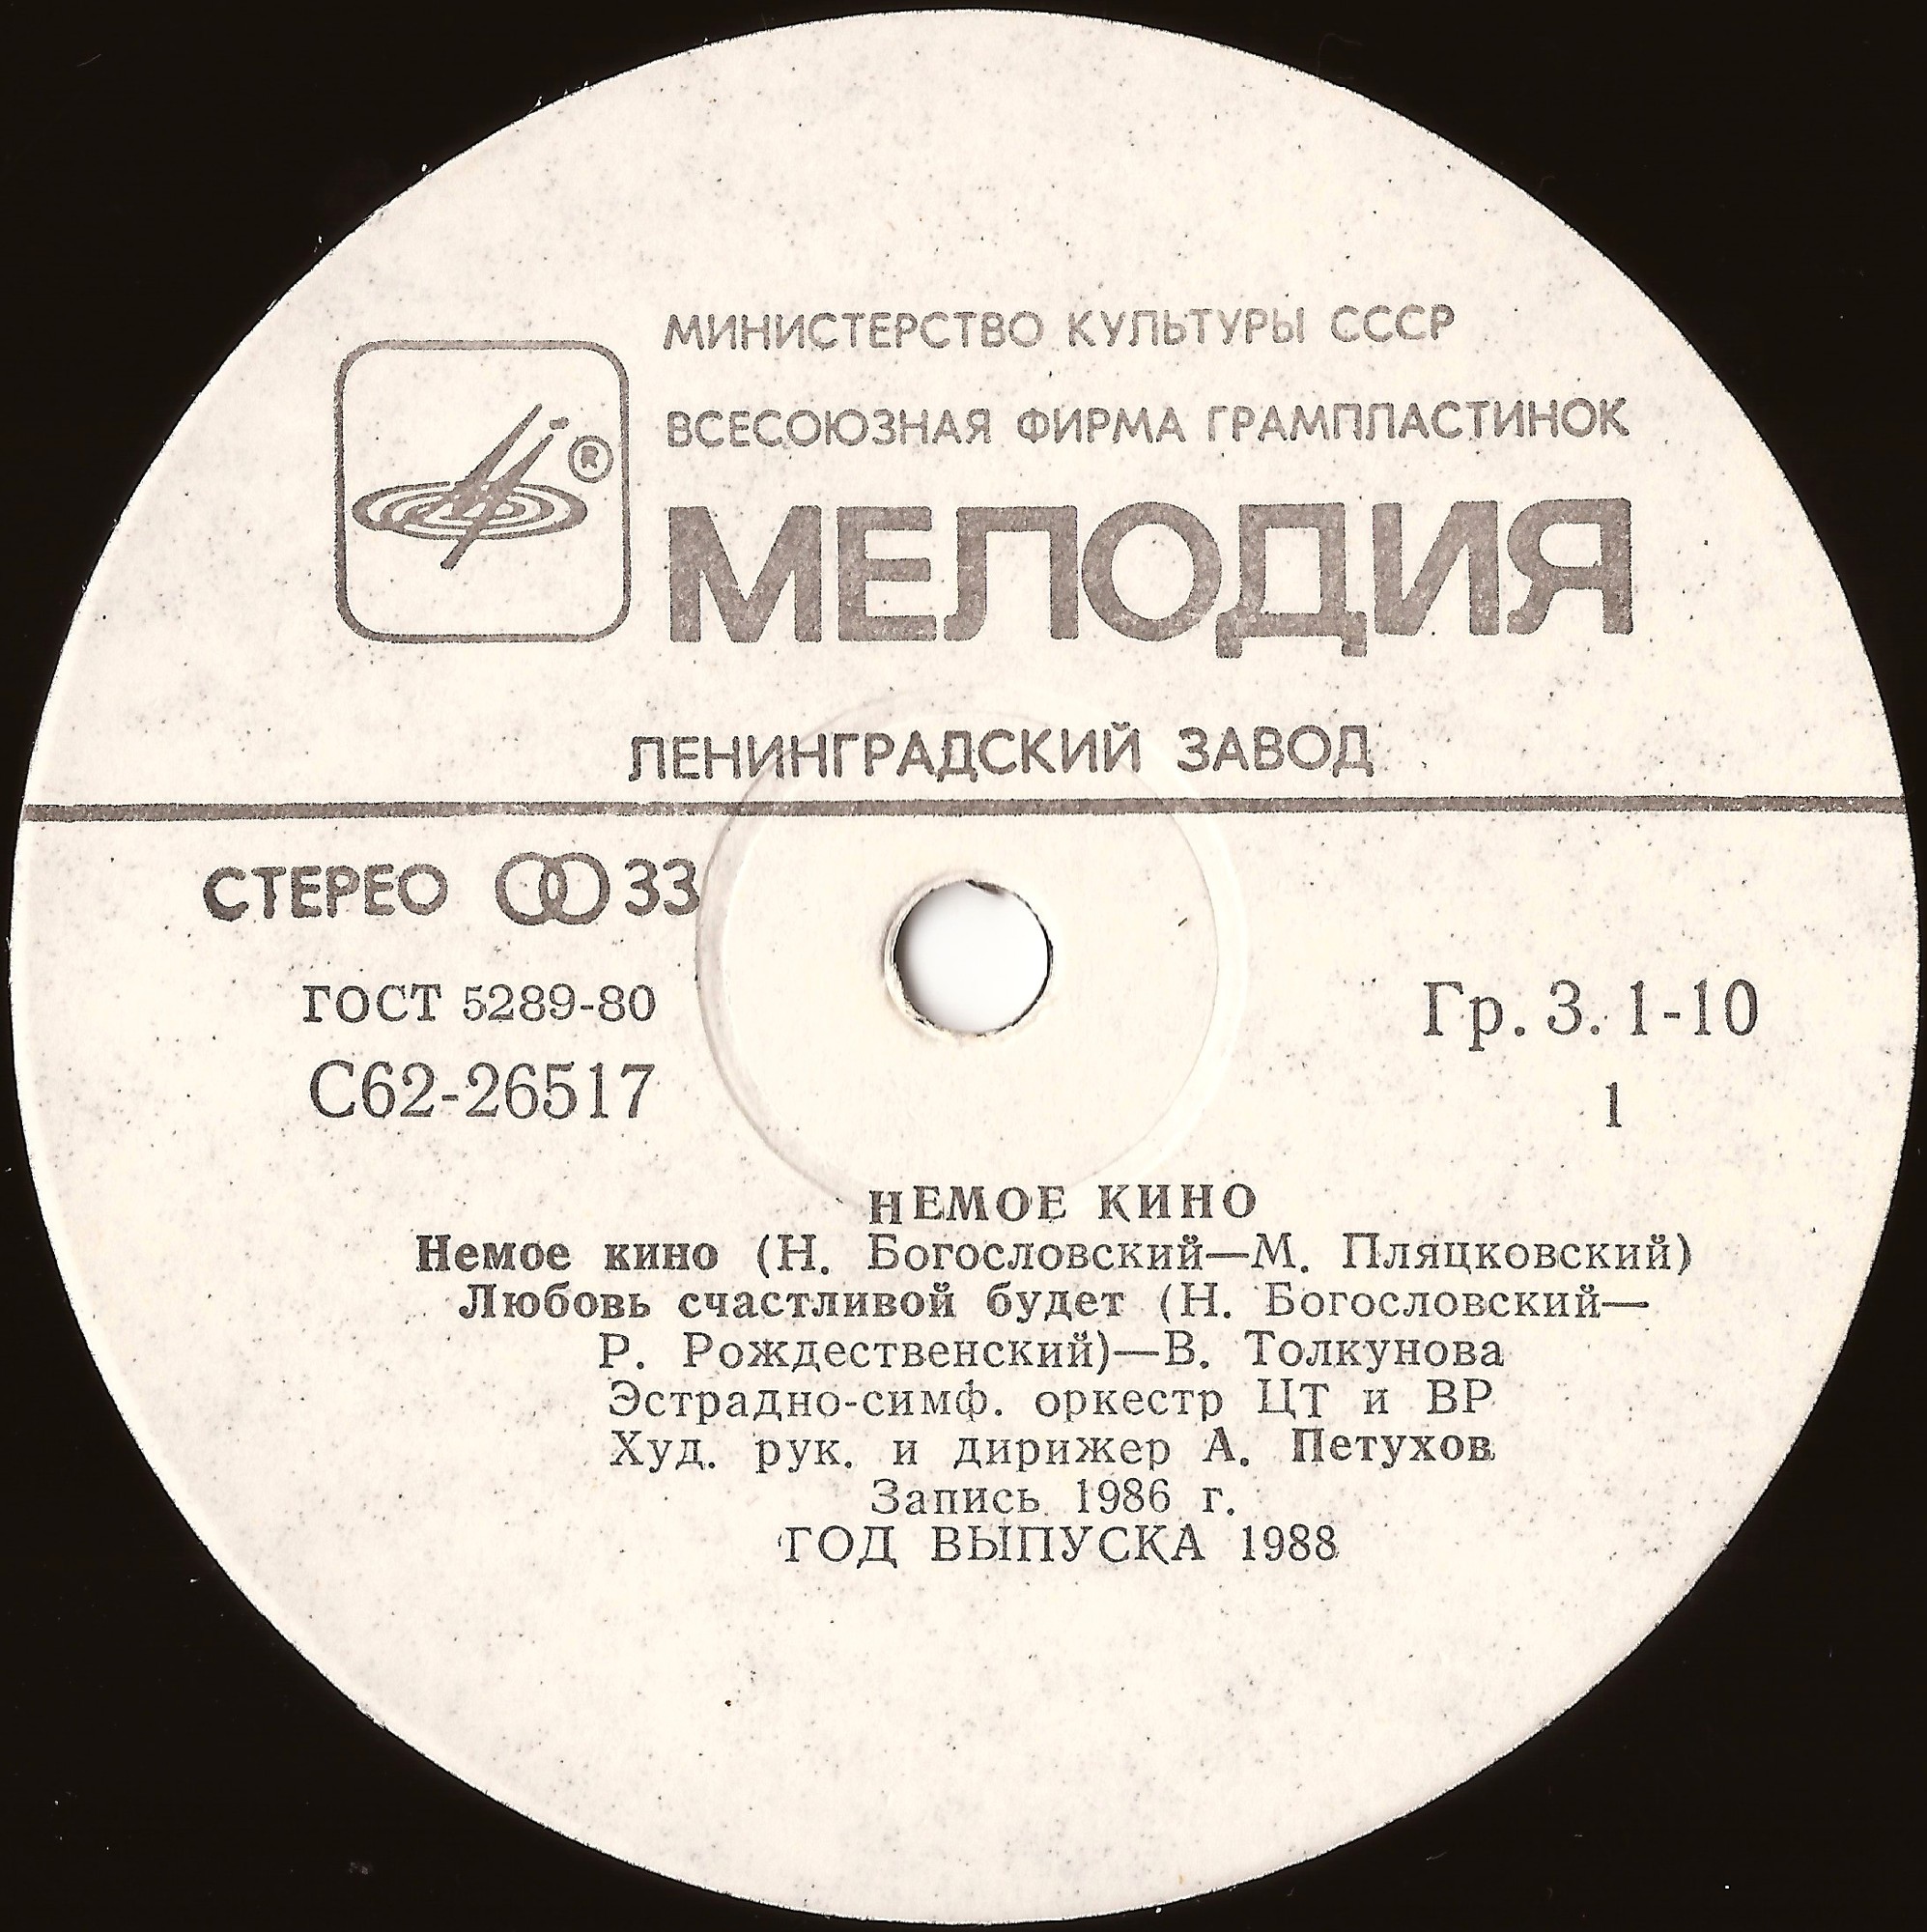 МИНИСТЕРСТВО КУЛЬТУРЫ СССР
ВСЕСОЮЗНАЯ ФИРМА ГРАМПЛАСТИНОК
®
МЕЛОДИЯ
ЛЕНИНГРАДСКИЙ ЗАВОД
СТЕРЕО 33
ГОСТ 5289-80
С62-26517
Гр. 3. 1-10
1
НЕМОЕ КИНО
Немое кино (Н. Богословский—М. Пляцковский)
Любовь счастливой будет (Н. Богословский—
Р. Рождественский)—В. Толкунова
Эстрадно-симф. оркестр ЦТ и ВР
Худ. рук. и дирижер А. Петухов
Запись 1986 г.
ГОД ВЫПУСКА 1988